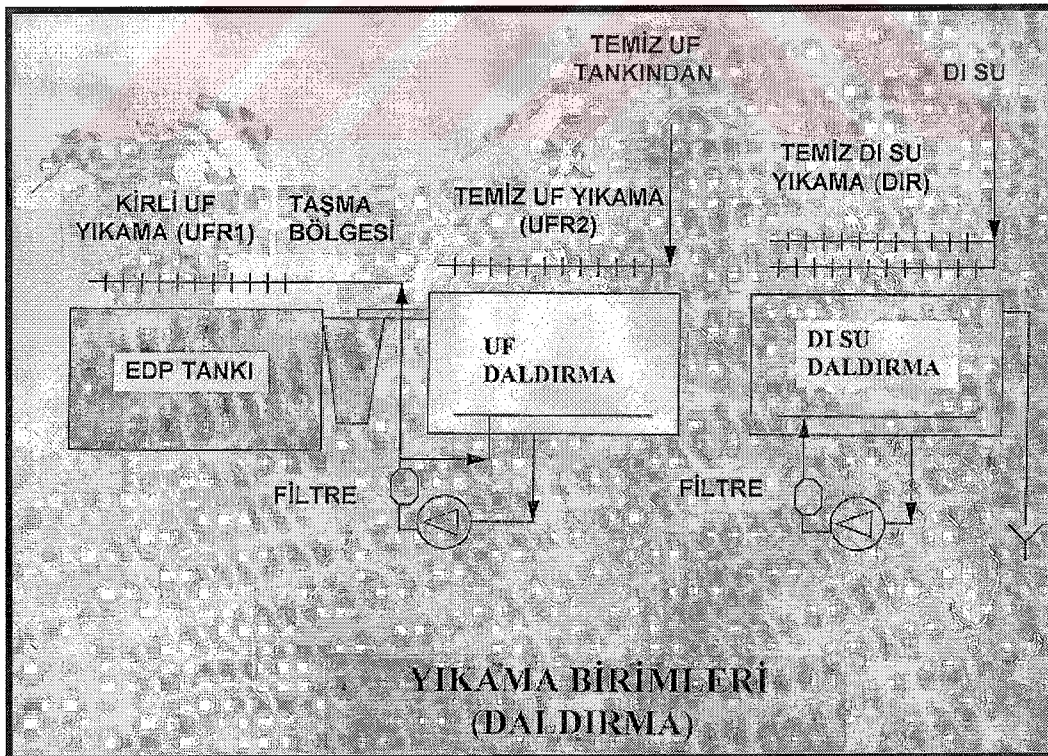 TEMİZ UF
TANKINDAN
DI SU
KİRLİ UF
YIKAMA (UFR1)
TAŞMA
BÖLGESİ
TEMİZ UF YIKAMA
(UFR2)
TEMİZ DI SU
YIKAMA (DIR)
EDP TANKI
UF
DALDIRMA
DI SU
DALDIRMA
FİLTRE
FİLTRE
YIKAMA BİRİMLERİ
(DALDIRMA)